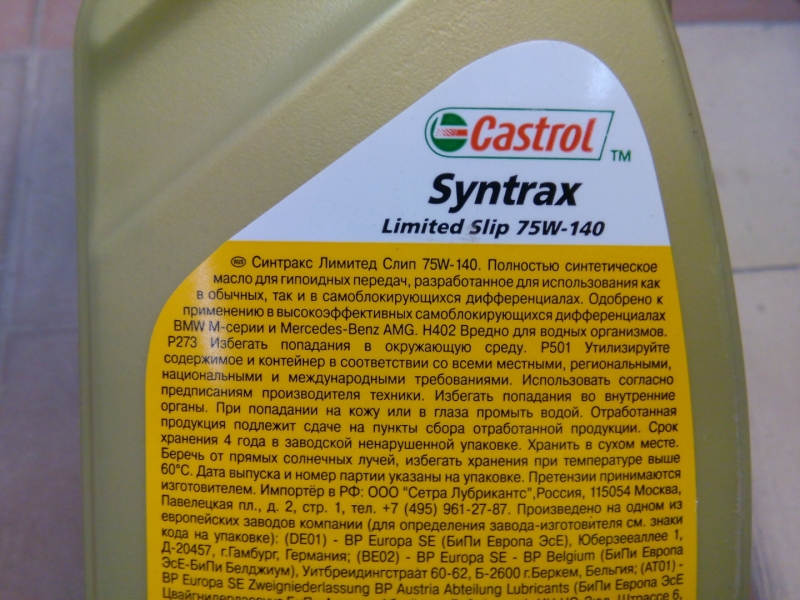 Castrol TM
Syntrax
Limited Slip 75W-140
RUS Синтракс Лимитед Слип 75W-140. Полностью синтетическое
масло для гипоидных передач, разработанное для использования как
в обычных, так и в самоблокирующихся дифференциалах. Одобрено к
применению в высокоэффективных самоблокирующихся дифференциалах
BMW М-серии и Mercedes-Benz AMG. H402 Вредно для водных организмов.
P273 Избегать попадания в окружающую среду. P501 Утилизируйте
содержимое и контейнер в соответствии со всеми местными, региональными,
национальными и международными требованиями. Использовать согласно
предписаниям производителя техники. Избегать попадания во внутренние
органы. При попадании на кожу или в глаза промыть водой. Отработанная
продукция подлежит сдаче на пункты сбора отработанной продукции. Срок
хранения 4 года в заводской ненарушенной упаковке. Хранить в сухом месте.
Беречь от прямых солнечных лучей, избегать хранения при температуре выше
60°С. Дата выпуска и номер партии указаны на упаковке. Претензии принимаются
изготовителем. Импортёр в РФ: ООО "Сетра Лубрикантс",Россия, 115054 Москва,
Павелецкая пл., д. 2, стр. 1, тел. +7 (495) 961-27-87. Произведено на одном из
европейских заводов компании (для определения завода-изготовителя см. знаки
кода на упаковке): (DE01) - BP Europa SE (БиПи Европа ЭсЕ), Юберзееаллее 1,
Д-20457, г.Гамбург, Германия; (BE02) - BP Europa SE - BP Belgium (БиПи Европа
ЭсЕ-БиПи Белджиум), Уитбреидингстраат 60-62, Б-2600 г.Беркем, Бельгия; (AT01) -
BP Europa SE Zweigniederlassung BP Austria Abteilung Lubricants (БиПи Европа ЭсЕ